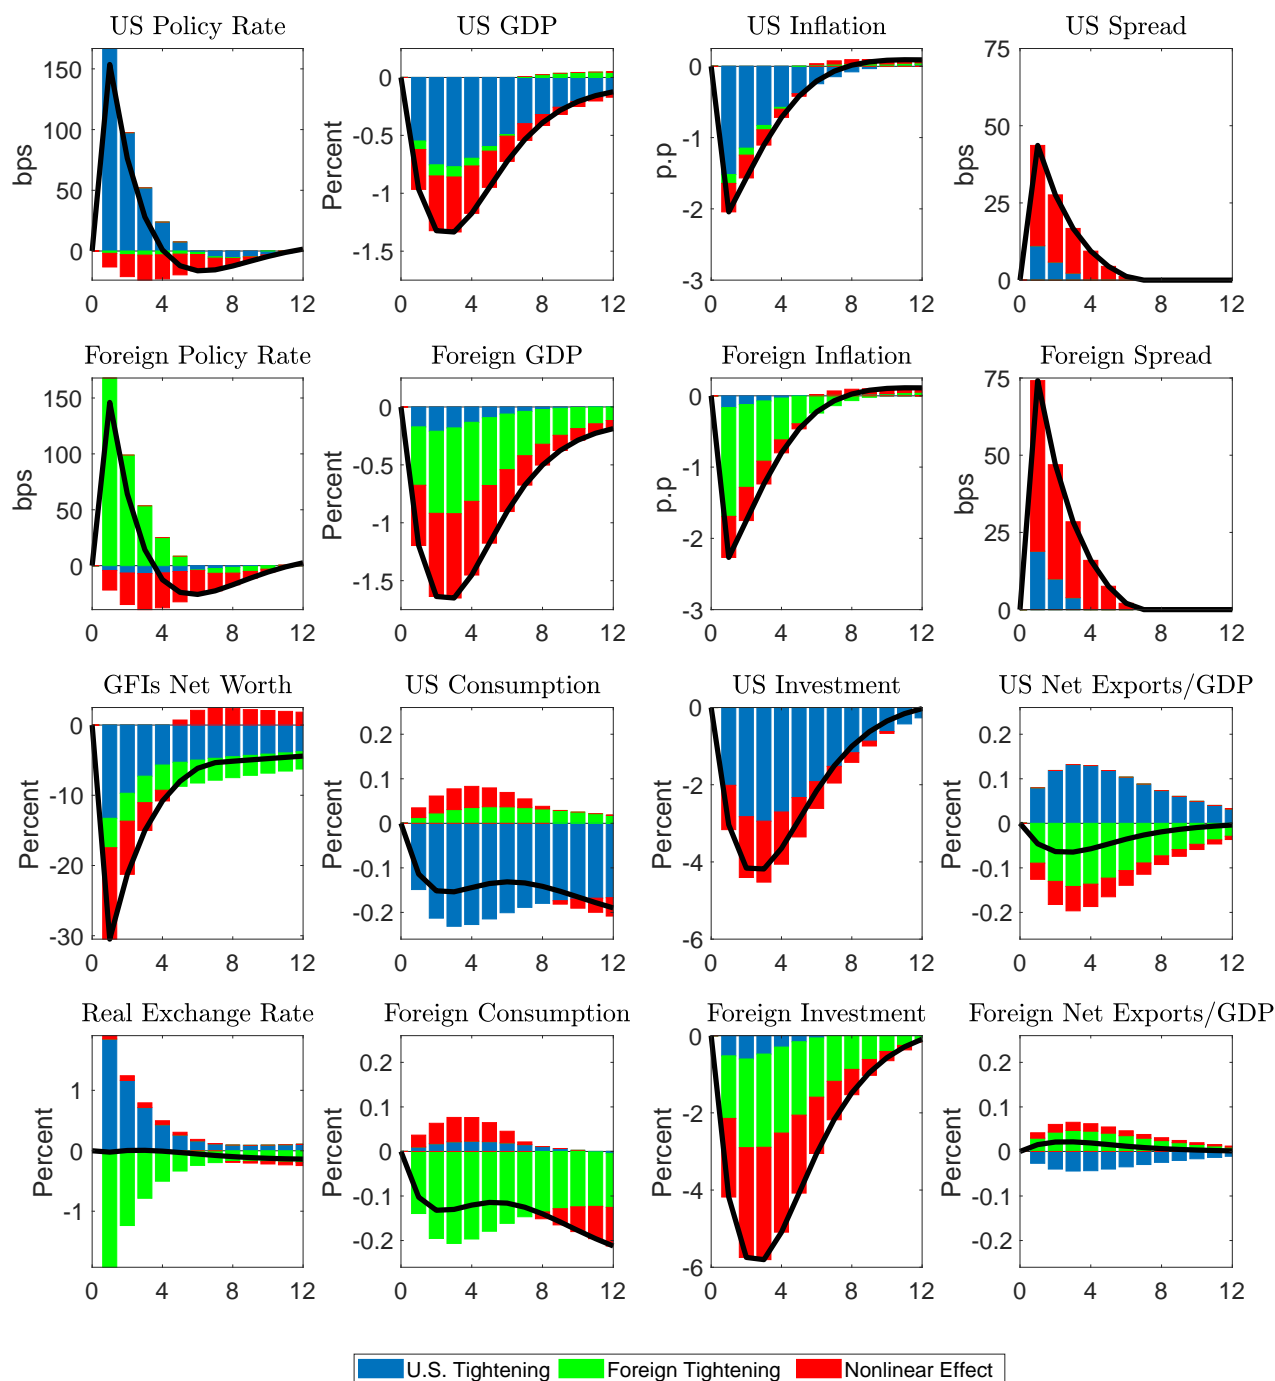 US Policy Rate
US GDP
US Inflation
US Spread
150
100
50
0
bps
0 4 8 12
0
-0.5
-1
-1.5
Percent
0 4 8 12
0
-1
-2
-3
p.p
0 4 8 12
75
50
25
0
bps
0 4 8 12
Foreign Policy Rate
Foreign GDP
Foreign Inflation
Foreign Spread
150
100
50
0
bps
0 4 8 12
0
-0.5
-1
-1.5
Percent
0 4 8 12
0
-1
-2
-3
p.p
0 4 8 12
75
50
25
0
bps
0 4 8 12
GFIs Net Worth
US Consumption
US Investment
US Net Exports/GDP
0
-10
-20
-30
Percent
0 4 8 12
0.2
0.1
0
-0.1
-0.2
Percent
0 4 8 12
0
-2
-4
-6
Percent
0 4 8 12
0.2
0.1
0
-0.1
-0.2
Percent
0 4 8 12
Real Exchange Rate
Foreign Consumption
Foreign Investment
Foreign Net Exports/GDP
1
0
-1
Percent
0 4 8 12
0.2
0.1
0
-0.1
-0.2
Percent
0 4 8 12
0
-2
-4
-6
Percent
0 4 8 12
0.2
0.1
0
-0.1
-0.2
Percent
0 4 8 12
U.S. Tightening
Foreign Tightening
Nonlinear Effect